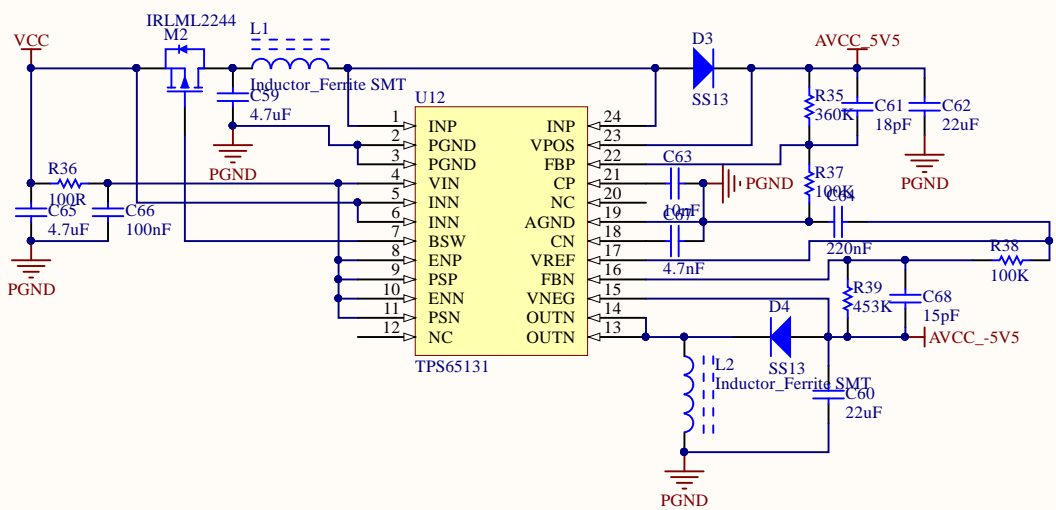 IRLML2244
M2
VCC
L1
Inductor_Ferrite SMT
C59
4.7uF
PGND
D3
SS13
AVCC_5V5
R35
360K
C61
18pF
C62
22uF
PGND
U12
1 INP INP 24
2 PGND VPOS 23
3 PGND FBP 22
4 VIN CP 21
5 INN NC 20
6 INN AGND 19
7 BSW CN 18
8 ENP VREF 17
9 PSP FBN 16
10 ENN VNEG 15
11 PSN OUTN 14
12 NC OUTN 13
TPS65131
R36
100R
C65
4.7uF
C66
100nF
PGND
C63
10nF
PGND
C67
4.7nF
R37
100K
C64
220nF
R38
100K
R39
453K
C68
15pF
D4
SS13
AVCC_-5V5
L2
Inductor_Ferrite SMT
C60
22uF
PGND